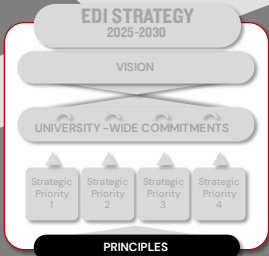 EDI STRATEGY
2025-2030
VISION
UNIVERSITY -WIDE COMMITMENTS
Strategic
Priority
1
Strategic
Priority
2
Strategic
Priority
3
Strategic
Priority
4
PRINCIPLES